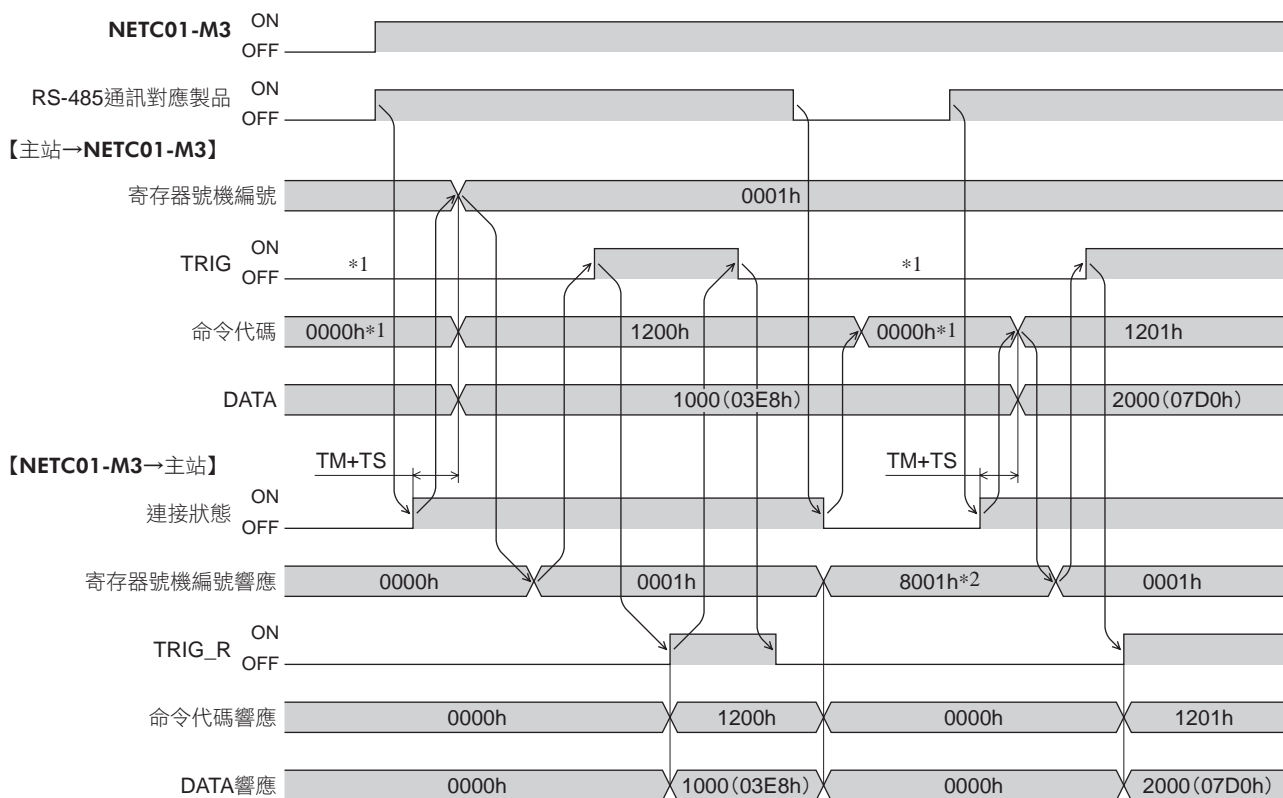 NETC01-M3 ON
OFF
RS-485通訊對應製品 ON
OFF
【主站→NETC01-M3】
寄存器號機編號 0001h
TRIG ON
OFF *1 *1
命令代碼 0000h*1 1200h 0000h*1 1201h
DATA 1000(03E8h) 2000(07D0h)
【NETC01-M3→主站】 TM+TS TM+TS
連接狀態 ON
OFF
寄存器號機編號響應 0000h 0001h 8001h*2 0001h
TRIG_R ON
OFF
命令代碼響應 0000h 1200h 0000h 1201h
DATA響應 0000h 1000(03E8h) 0000h 2000(07D0h)